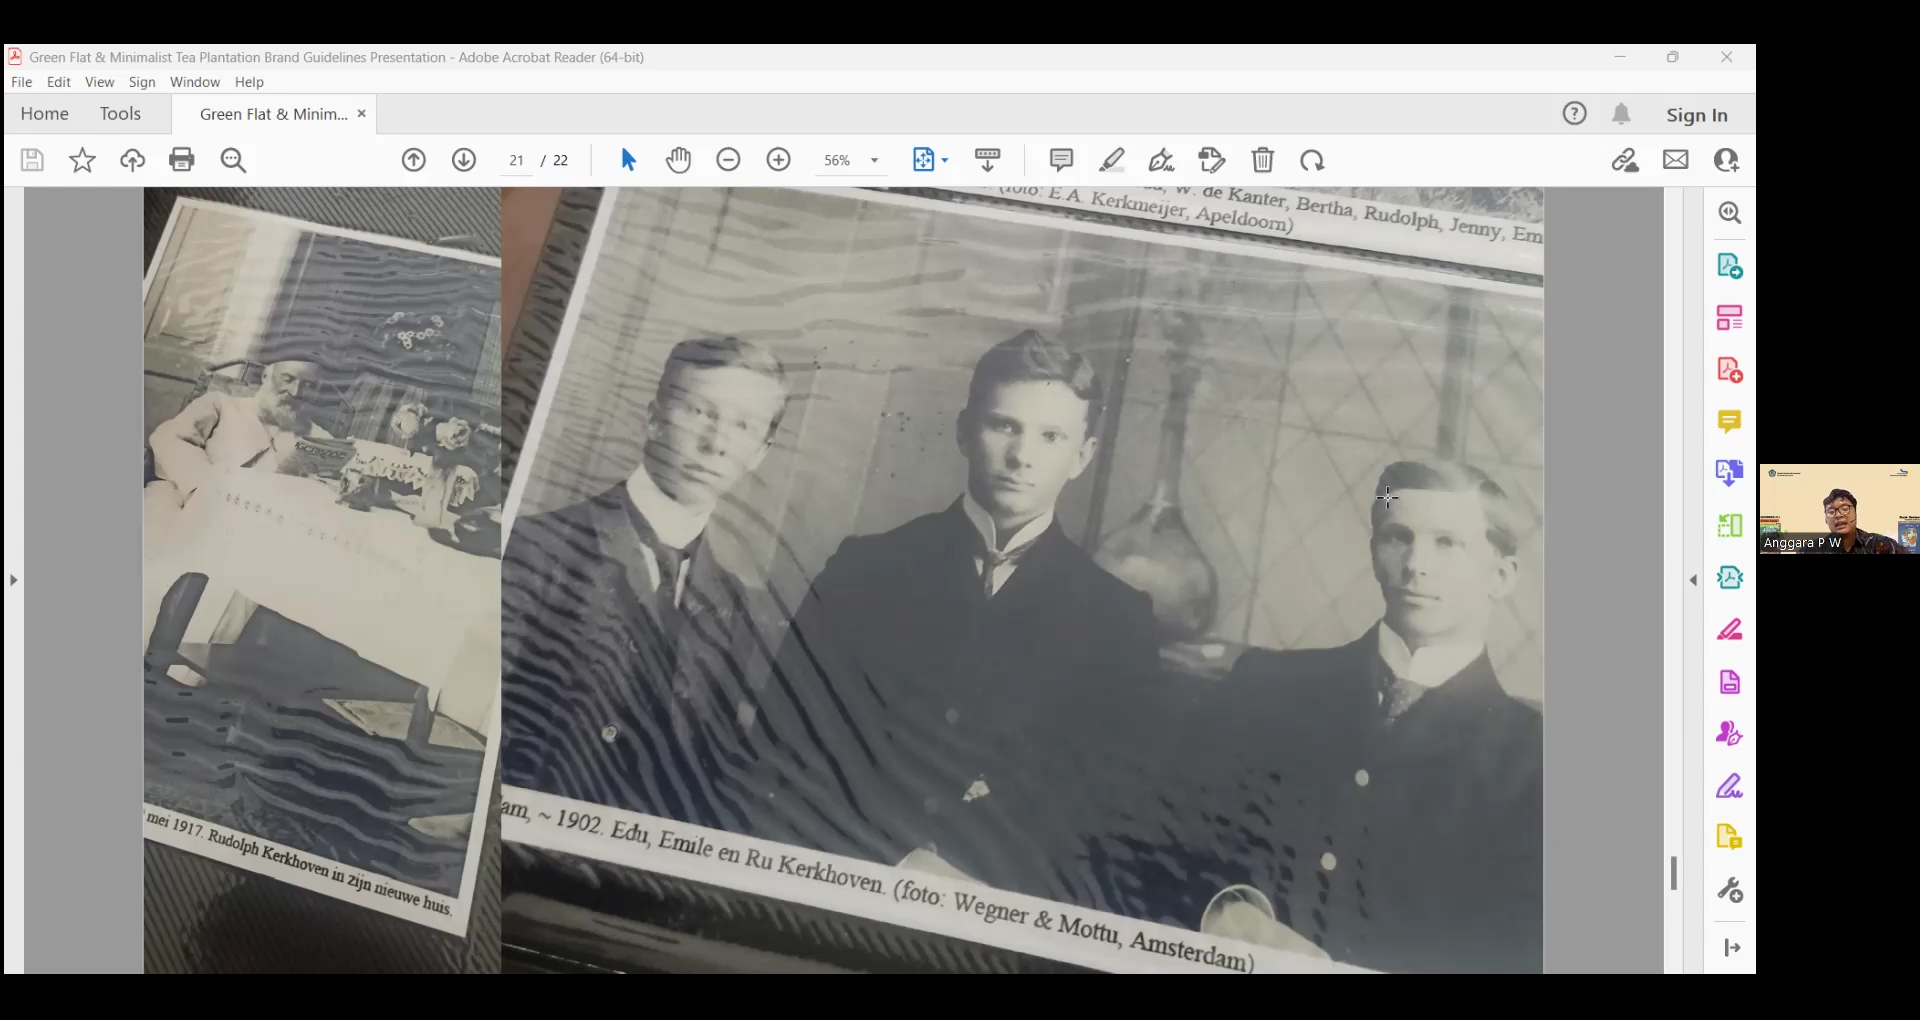 Green Flat & Minimalist Tea Plantation Brand Guidelines Presentation - Adobe Acrobat Reader (64-bit)
File Edit View Sign Window Help
Home Tools Green Flat & Minim... Sign In
21 / 22 56%
W. de Kanter, Bertha, Rudolph, Jenny, Em
(foto: E.A. Kerkmeijer, Apeldoorn)
mei 1917. Rudolph Kerkhoven in zijn nieuwe huis.
am, ~ 1902. Edu, Emile en Ru Kerkhoven. (foto: Wegner & Mottu, Amsterdam)
Anggara P W